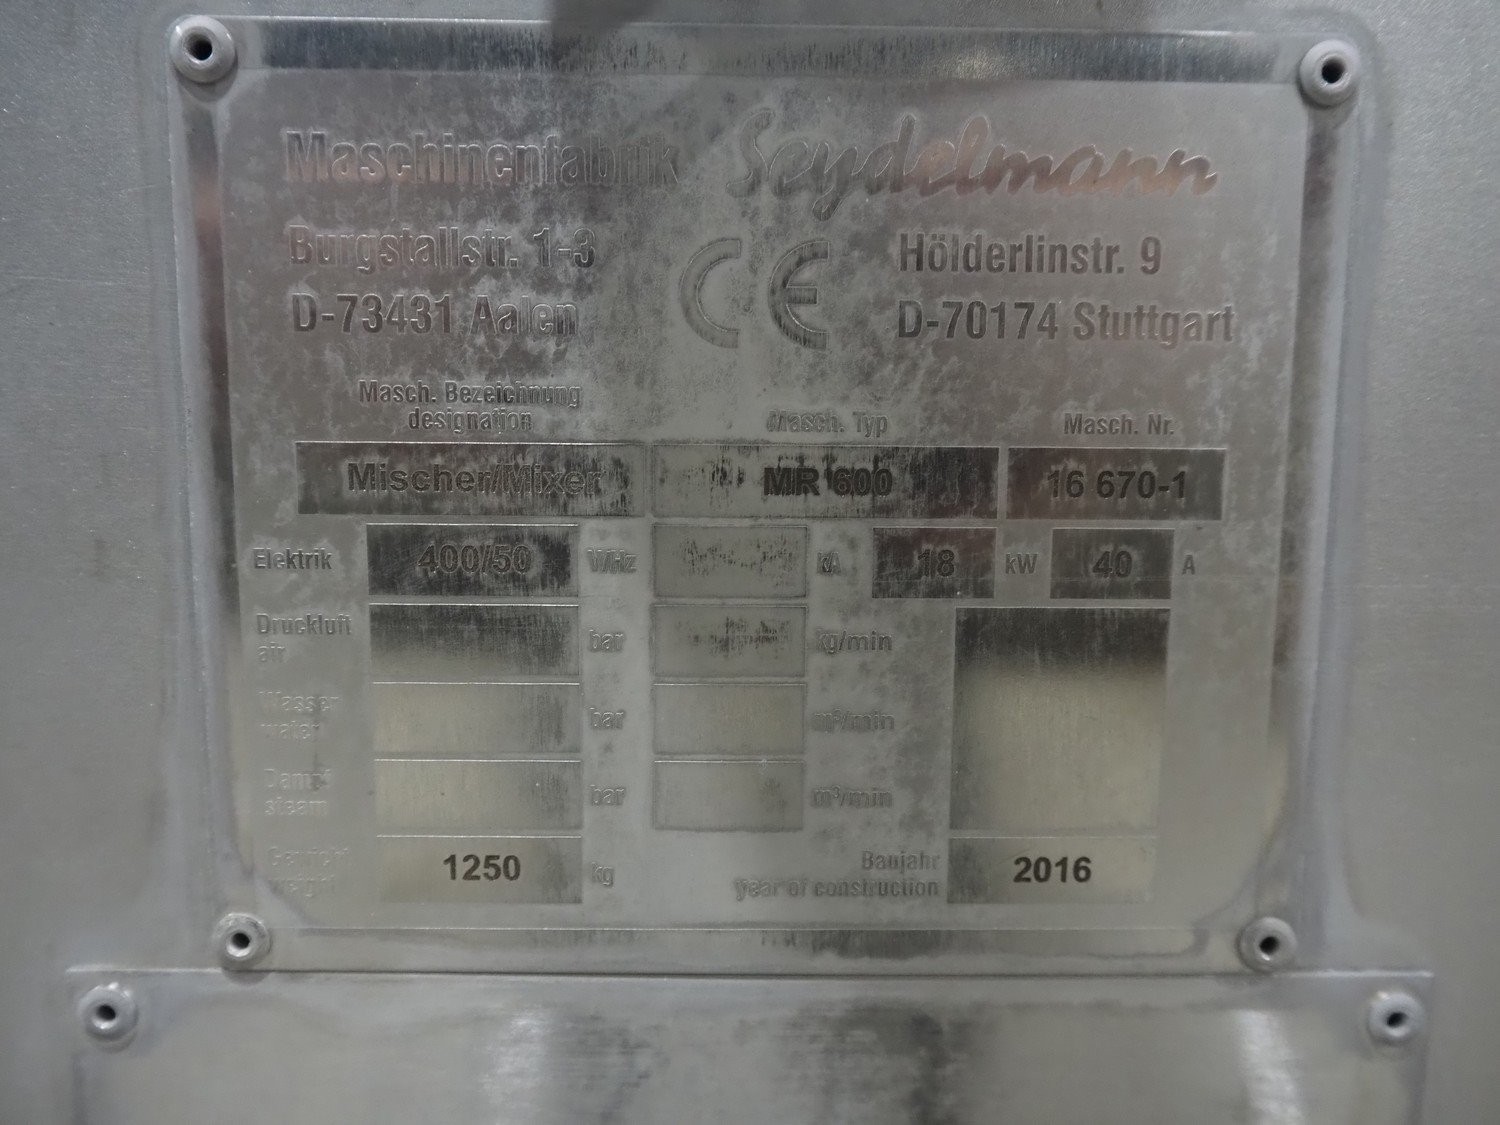 Maschinenfabrik Seydelmann
Burgstallstr. 1-3 CE Hölderlinstr. 9
D-73431 Aalen D-70174 Stuttgart
Masch. Bezeichnung
designation Masch. Typ Masch. Nr.
Mischer/Mixer MR 600 16 670-1
Elektrik 400/50 V/Hz kA 18 kW 40 A
Druckluft
air bar kg/min
Wasser
water bar m³/min
Dampf
steam bar m³/min
Gewicht
weight 1250 kg
Baujahr
year of construction 2016